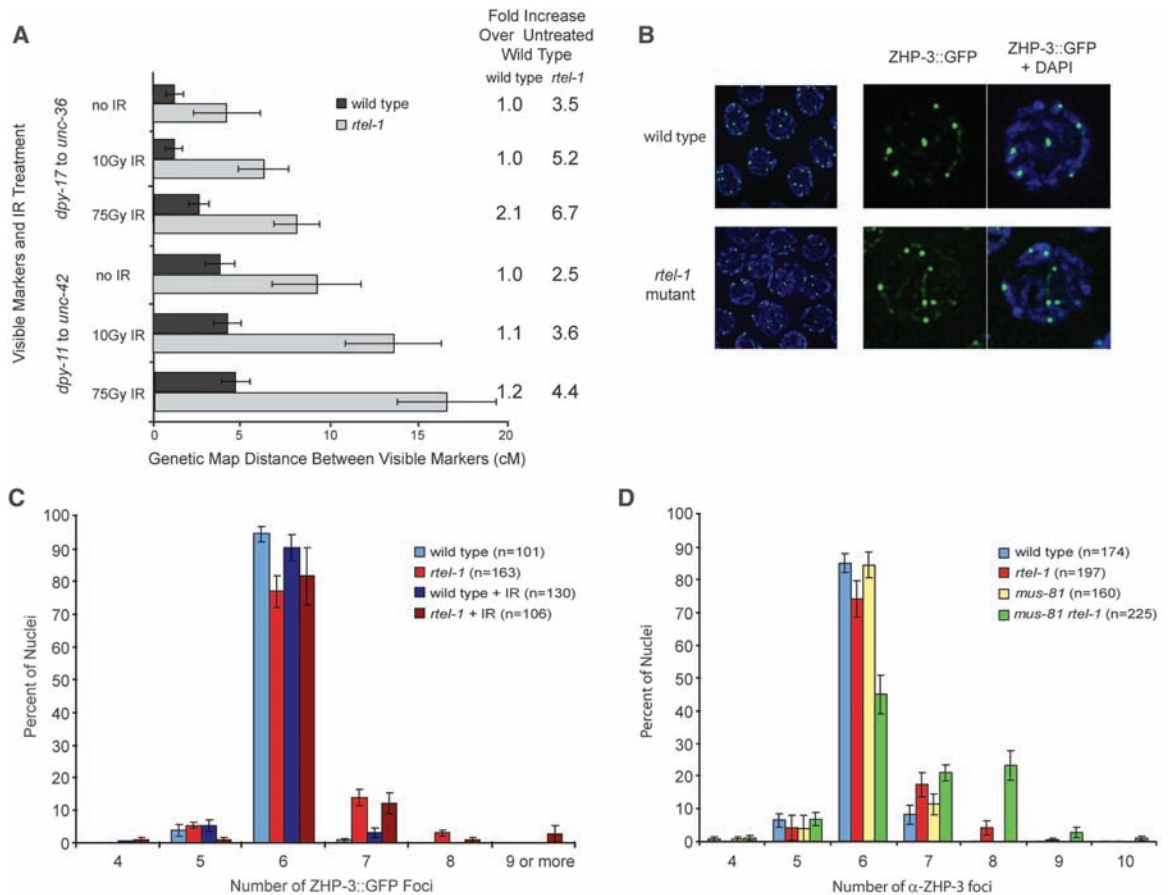 A
Fold Increase
Over Untreated
Wild Type
wild type rtel-1
wild type
rtel-1
Visible Markers and IR Treatment
dpy-17 to unc-36
no IR 1.0 3.5
10Gy IR 1.0 5.2
75Gy IR 2.1 6.7
dpy-11 to unc-42
no IR 1.0 2.5
10Gy IR 1.1 3.6
75Gy IR 1.2 4.4
0 5 10 15 20
Genetic Map Distance Between Visible Markers (cM)
B
ZHP-3::GFP
ZHP-3::GFP
+ DAPI
wild type
rtel-1
mutant
C
Percent of Nuclei
100
90
80
70
60
50
40
30
20
10
0
wild type (n=101)
rtel-1 (n=163)
wild type + IR (n=130)
rtel-1 + IR (n=106)
4 5 6 7 8 9 or more
Number of ZHP-3::GFP Foci
D
Percent of Nuclei
100
90
80
70
60
50
40
30
20
10
0
wild type (n=174)
rtel-1 (n=197)
mus-81 (n=160)
mus-81 rtel-1 (n=225)
4 5 6 7 8 9 10
Number of α-ZHP-3 foci